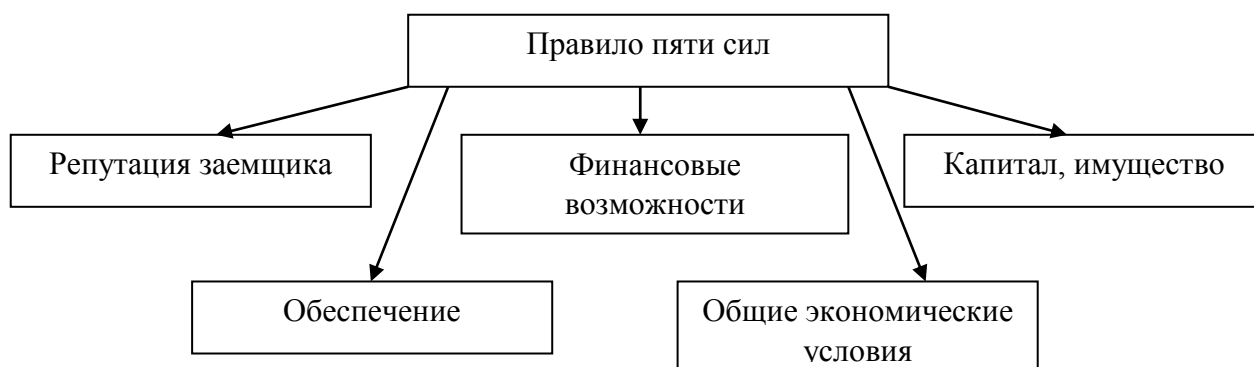 Правило пяти сил
Репутация заемщика
Финансовые
возможности
Капитал, имущество
Обеспечение
Общие экономические
условия